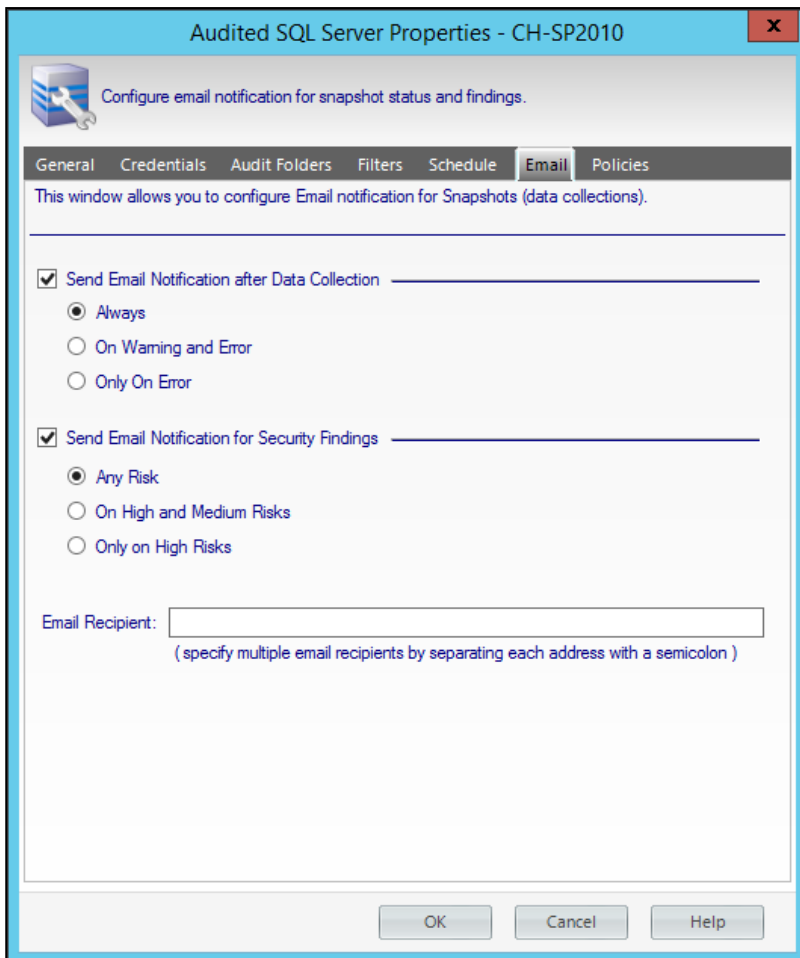 Audited SQL Server Properties - CH-SP2010
x
Configure email notification for snapshot status and findings.
General Credentials Audit Folders Filters Schedule Email Policies
This window allows you to configure Email notification for Snapshots (data collections).
Send Email Notification after Data Collection
Always
On Warning and Error
Only On Error
Send Email Notification for Security Findings
Any Risk
On High and Medium Risks
Only on High Risks
Email Recipient:
( specify multiple email recipients by separating each address with a semicolon )
OK Cancel Help